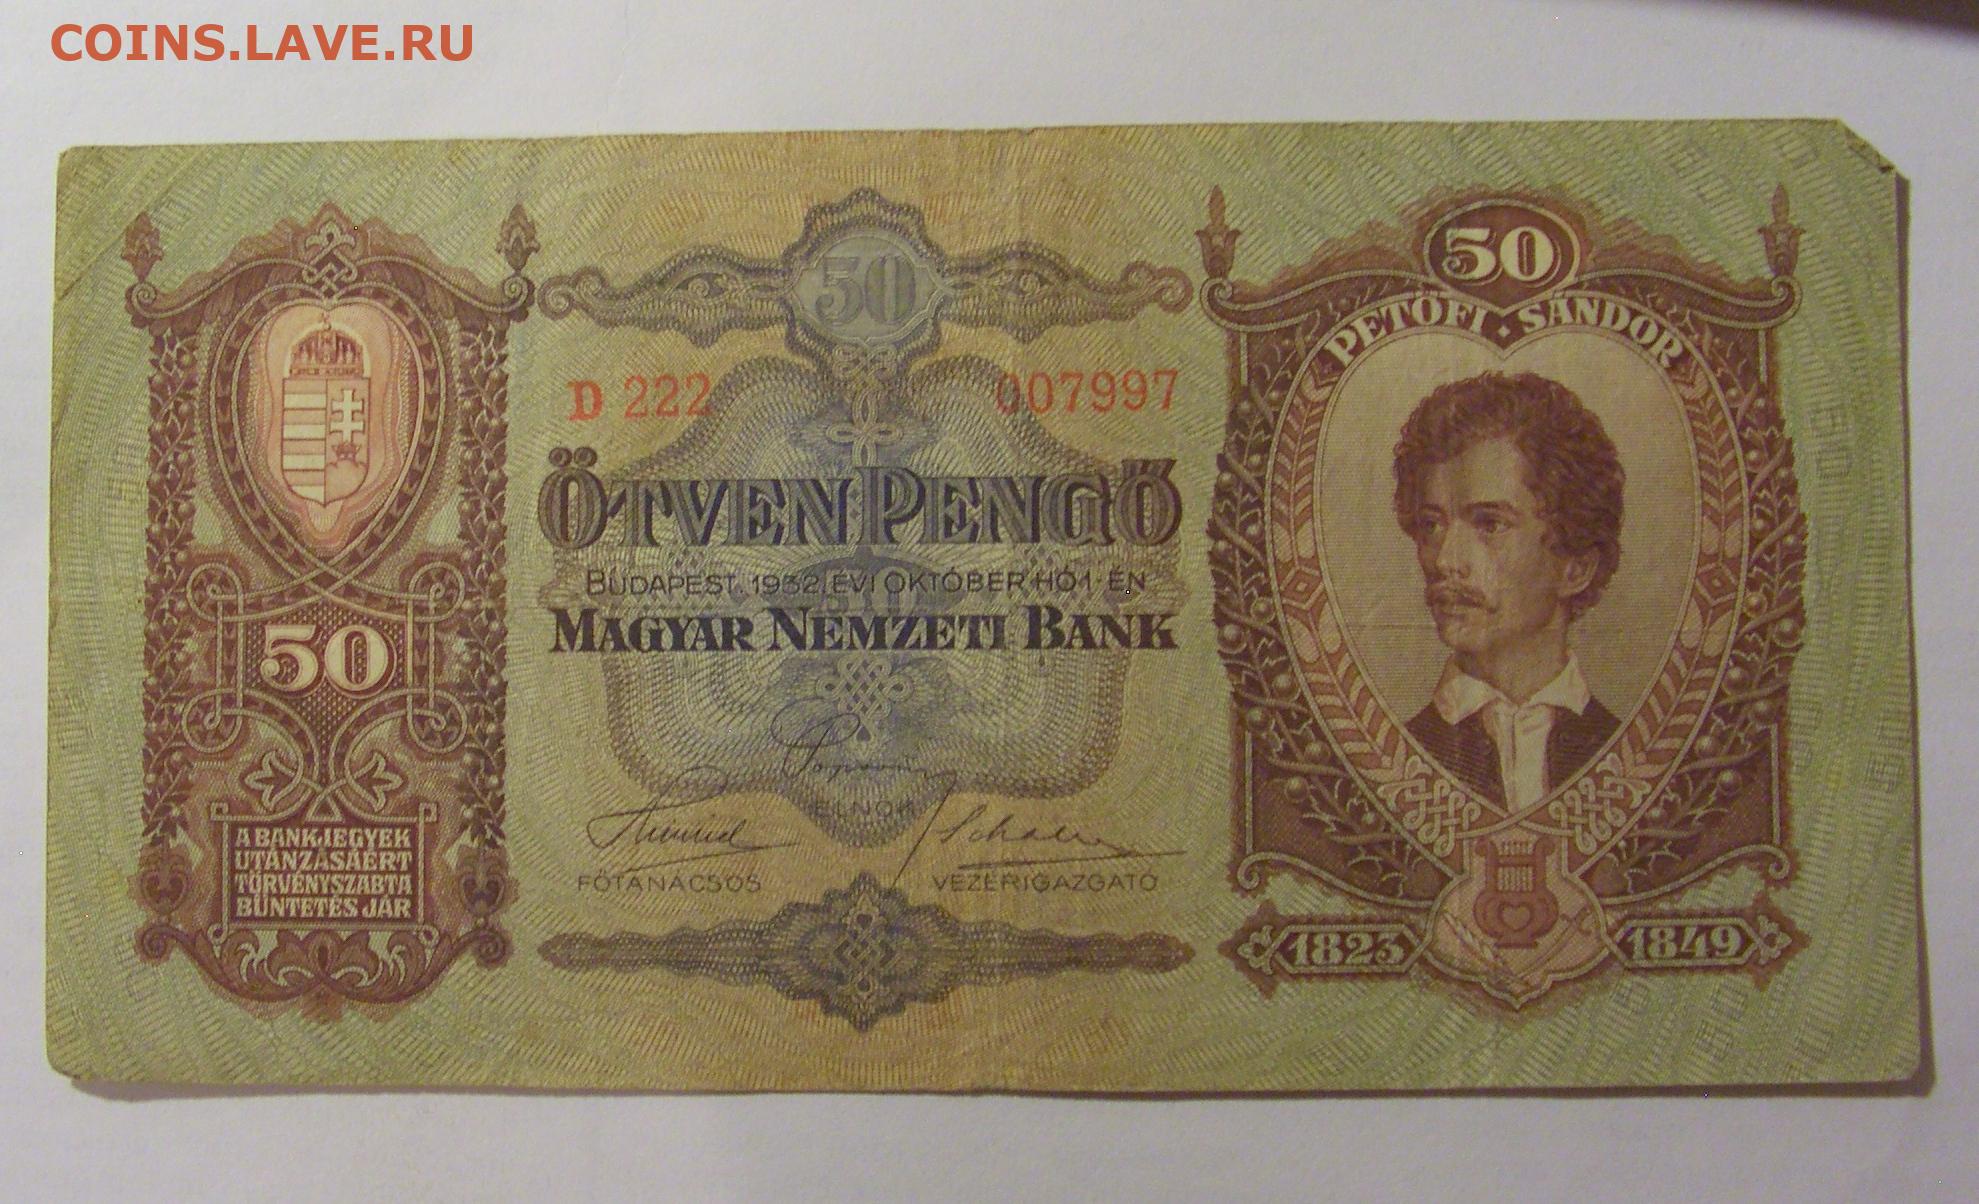 COINS.LAVE.RU
50
50
PETŐFI · SÁNDOR
D 222 007997
ÖTVEN PENGŐ
BUDAPEST. 1932. ÉVI OKTÓBER HÓ 1-ÉN
MAGYAR NEMZETI BANK
50
50
ELNÖK
FŐTANÁCSOS
VEZÉRIGAZGATÓ
A BANKJEGYEK
UTÁNZÁSÁÉRT
TÖRVÉNYSZABTA
BÜNTETÉS JÁR
1823
1849